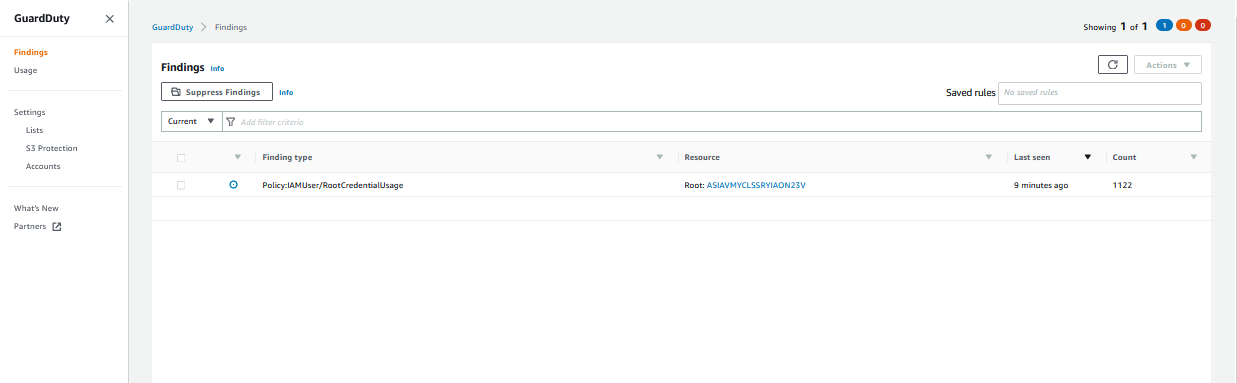 GuardDuty
Findings
Usage
Settings
Lists
S3 Protection
Accounts
What's New
Partners
GuardDuty Findings
Showing 1 of 1 1 0 0
Findings Info
Actions
Suppress Findings Info
Saved rules No saved rules
Current Add filter criteria
Finding type Resource Last seen Count
Policy:IAMUser/RootCredentialUsage Root: ASIAVMYCLSSRYIAON23V 9 minutes ago 1122